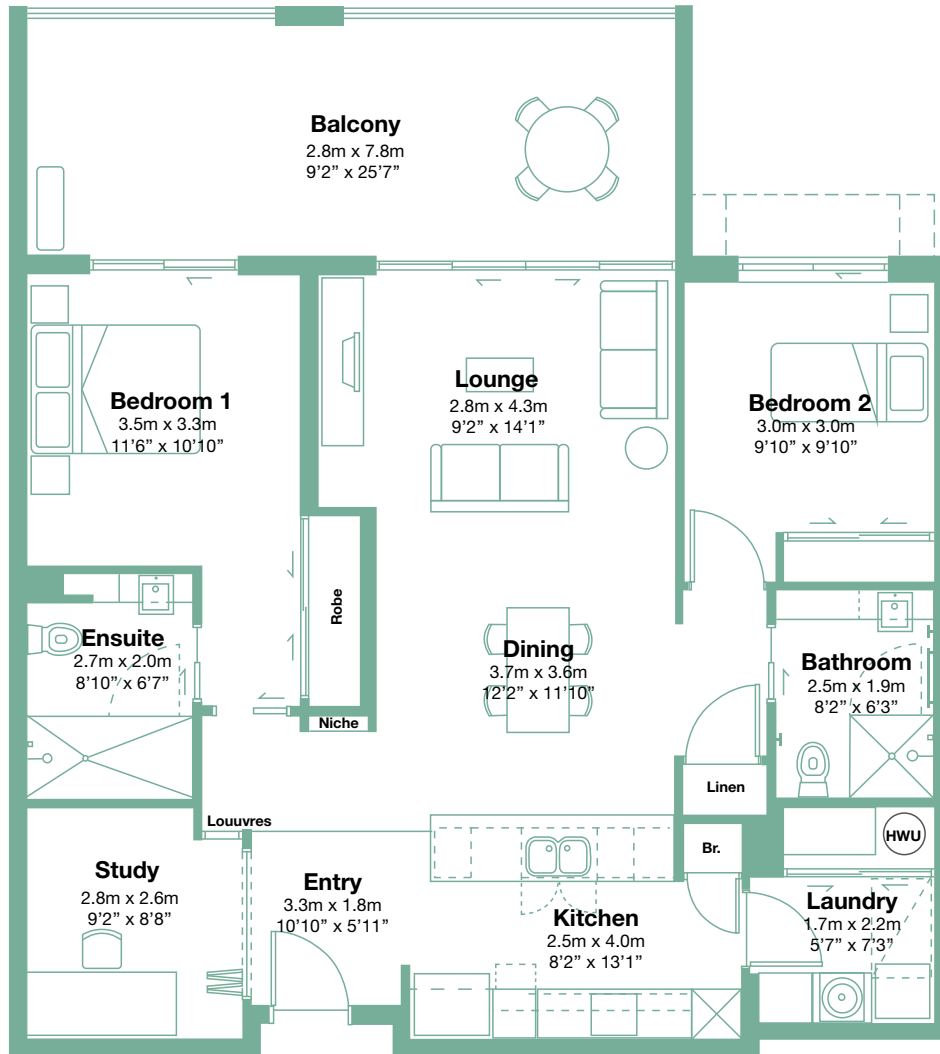 Balcony
2.8m x 7.8m
9’2” x 25’7”
Bedroom 1
3.5m x 3.3m
11’6” x 10’10”
Lounge
2.8m x 4.3m
9’2” x 14’1”
Bedroom 2
3.0m x 3.0m
9’10” x 9’10”
Robe
Ensuite
2.7m x 2.0m
8’10” x 6’7”
Dining
3.7m x 3.6m
12’2” x 11’10”
Bathroom
2.5m x 1.9m
8’2” x 6’3”
Niche
Linen
Louuvres
Br.
HWU
Study
2.8m x 2.6m
9’2” x 8’8”
Entry
3.3m x 1.8m
10’10” x 5’11”
Kitchen
2.5m x 4.0m
8’2” x 13’1”
Laundry
1.7m x 2.2m
5’7” x 7’3”